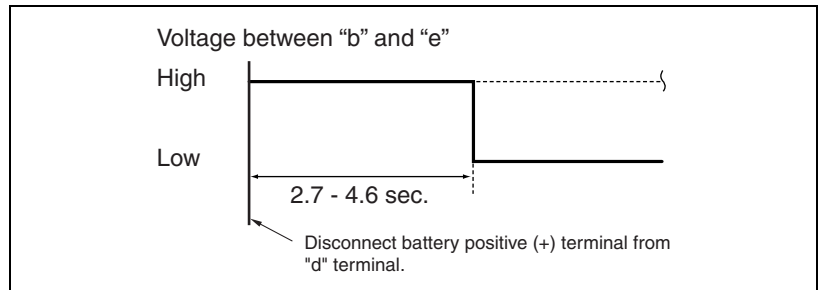 Voltage between “b” and “e”
High
Low
2.7 - 4.6 sec.
Disconnect battery positive (+) terminal from
"d" terminal.